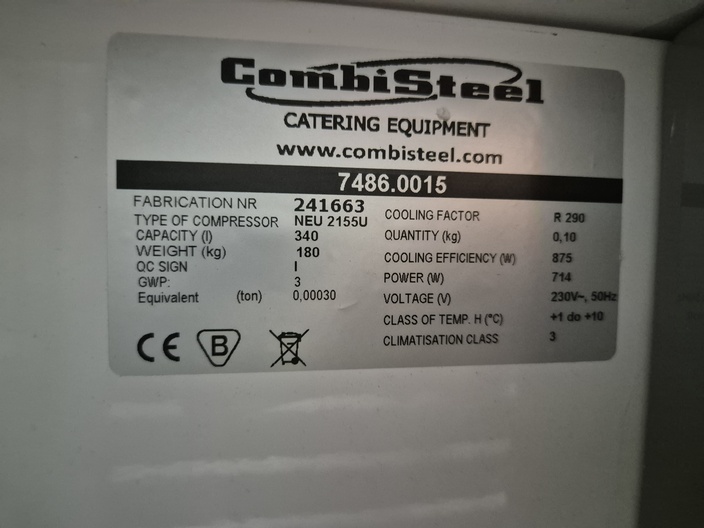 CombiSteel
CATERING EQUIPMENT
www.combisteel.com
7486.0015
FABRICATION NR 241663
TYPE OF COMPRESSOR NEU 2155U
CAPACITY (l) 340
WEIGHT (kg) 180
QC SIGN I
GWP: 3
Equivalent (ton) 0,00030
COOLING FACTOR R 290
QUANTITY (kg) 0,10
COOLING EFFICIENCY (W) 875
POWER (W) 714
VOLTAGE (V) 230V~, 50Hz
CLASS OF TEMP. H (°C) +1 do +10
CLIMATISATION CLASS 3
CE B